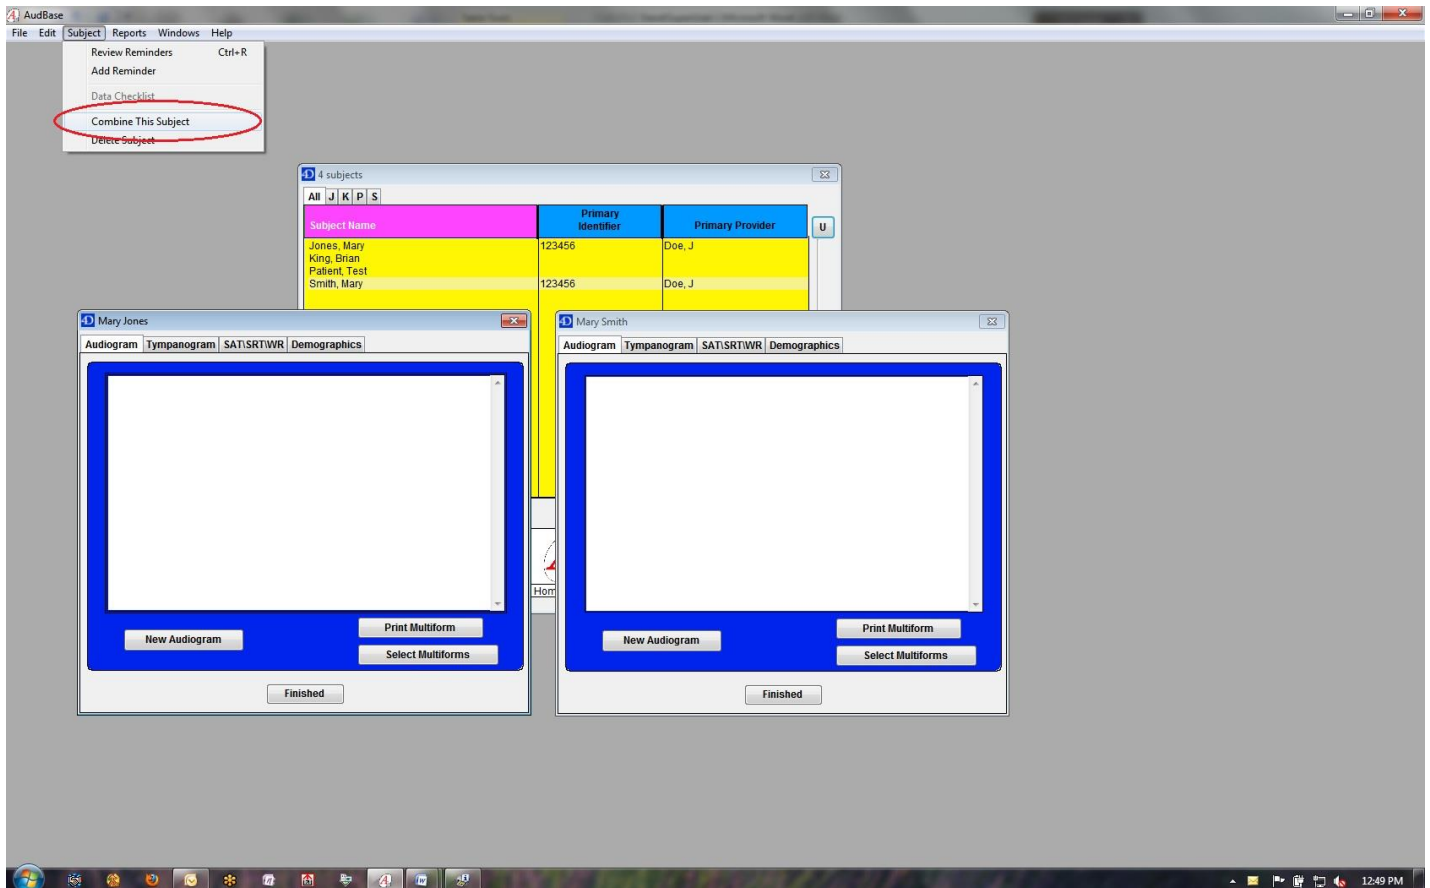 AudBase
File Edit Subject Reports Windows Help
Review Reminders Ctrl+R
Add Reminder
Data Checklist
Combine This Subject
Delete Subject
4 subjects
All J K P S
Subject Name Primary Identifier Primary Provider U
Jones, Mary 123456 Doe, J
King, Brian
Patient, Test
Smith, Mary 123456 Doe, J
Mary Jones
Audiogram Tympanogram SAT\SRT\WR Demographics
New Audiogram
Print Multiform
Select Multiforms
Finished
Hom
Mary Smith
Audiogram Tympanogram SAT\SRT\WR Demographics
New Audiogram
Print Multiform
Select Multiforms
Finished
12:49 PM